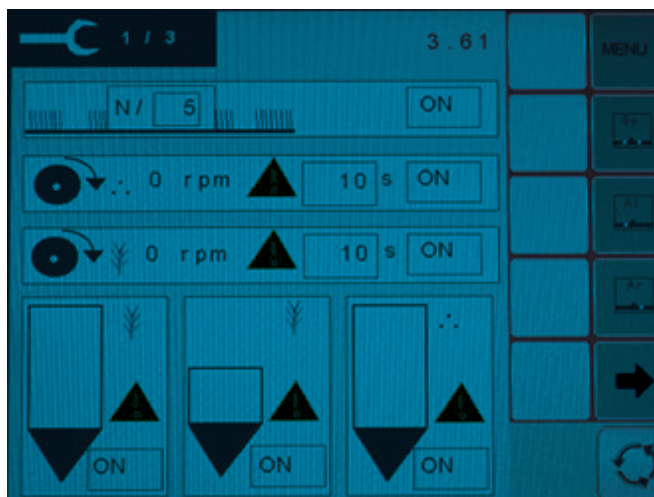 1 / 3
3.61
MENU
N/ 5 ON
0 rpm 10 s ON
0 rpm 10 s ON
ON ON ON